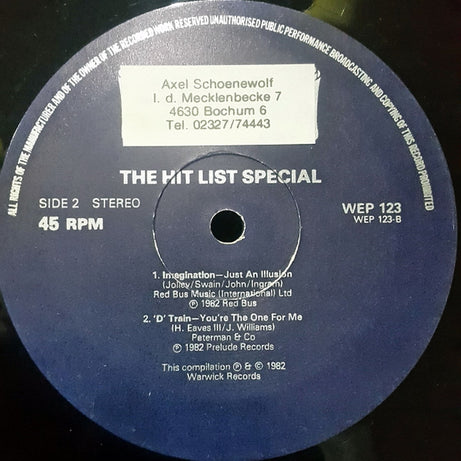 ALL RIGHTS OF THE MANUFACTURER AND OF THE OWNER OF THE RECORDED WORK RESERVED UNAUTHORISED PUBLIC PERFORMANCE BROADCASTING AND COPYING OF THIS RECORD PROHIBITED
Axel Schoenewolf
I. d. Mecklenbecke 7
4630 Bochum 6
Tel. 02327/74443
THE HIT LIST SPECIAL
SIDE 2 STEREO
45 RPM
WEP 123
WEP 123-B
1. Imagination—Just An Illusion
(Jolley/Swain/John/Ingram)
Red Bus Music (International) Ltd
℗ 1982 Red Bus
2. 'D' Train—You're The One For Me
(H. Eaves III/J. Williams)
Peterman & Co
℗ 1982 Prelude Records
This compilation ℗ & © 1982
Warwick Records